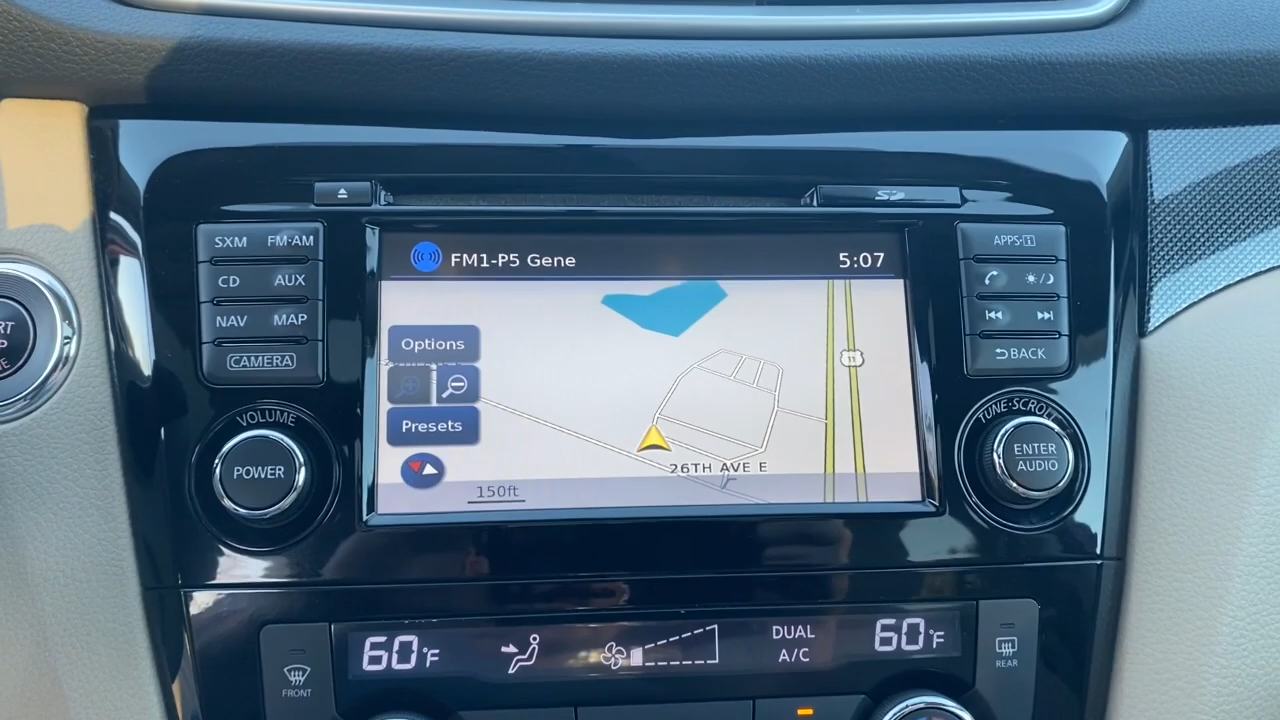 SD
SXM FM·AM
CD AUX
NAV MAP
CAMERA
VOLUME
POWER
FM1-P5 Gene 5:07
Options
Presets
11
26TH AVE E
150ft
APPS·i
BACK
TUNE·SCROLL
ENTER
AUDIO
60°F
DUAL
A/C
60°F
FRONT
REAR